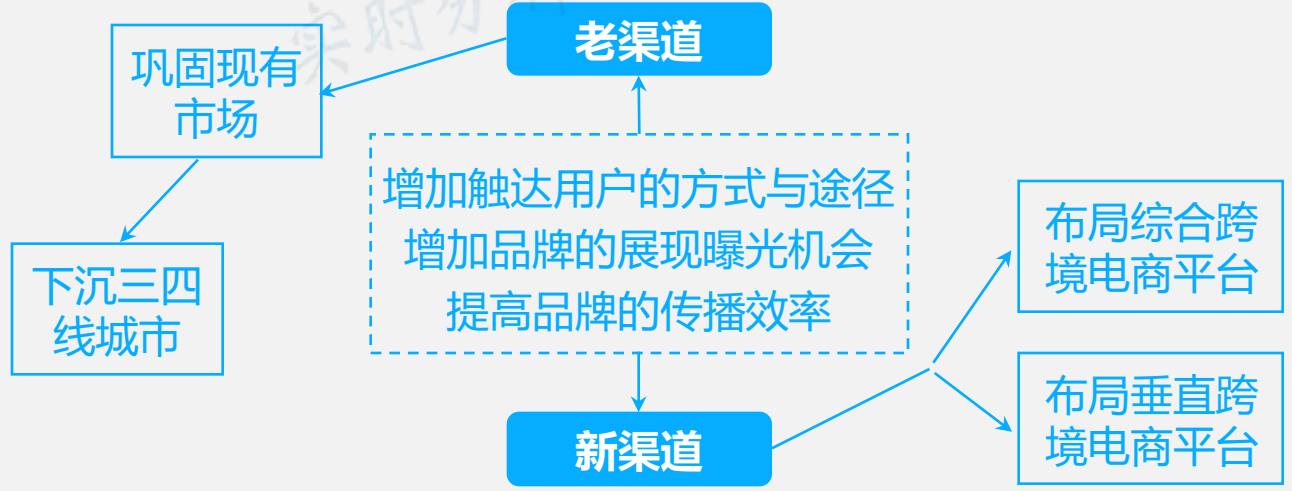 老渠道
巩固现有
市场
增加触达用户的方式与途径
增加品牌的展现曝光机会
提高品牌的传播效率
下沉三四
线城市
布局综合跨
境电商平台
布局垂直跨
境电商平台
新渠道